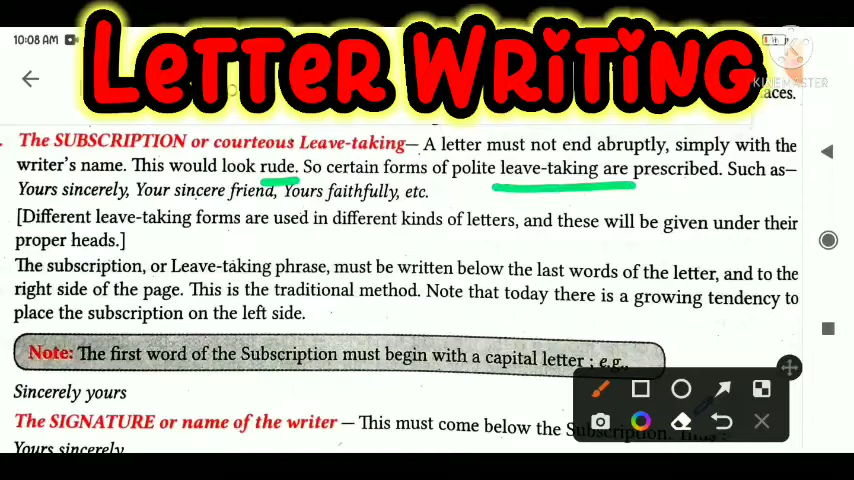 LETTER WRITING
10:08 AM
KINEMASTER
aces.
The SUBSCRIPTION or courteous Leave-taking— A letter must not end abruptly, simply with the
writer's name. This would look rude. So certain forms of polite leave-taking are prescribed. Such as—
Yours sincerely, Your sincere friend, Yours faithfully, etc.
[Different leave-taking forms are used in different kinds of letters, and these will be given under their
proper heads.]
The subscription, or Leave-taking phrase, must be written below the last words of the letter, and to the
right side of the page. This is the traditional method. Note that today there is a growing tendency to
place the subscription on the left side.
Note: The first word of the Subscription must begin with a capital letter ; e.g.,
Sincerely yours
The SIGNATURE or name of the writer — This must come below the Subscription. Thus :
Yours sincerely